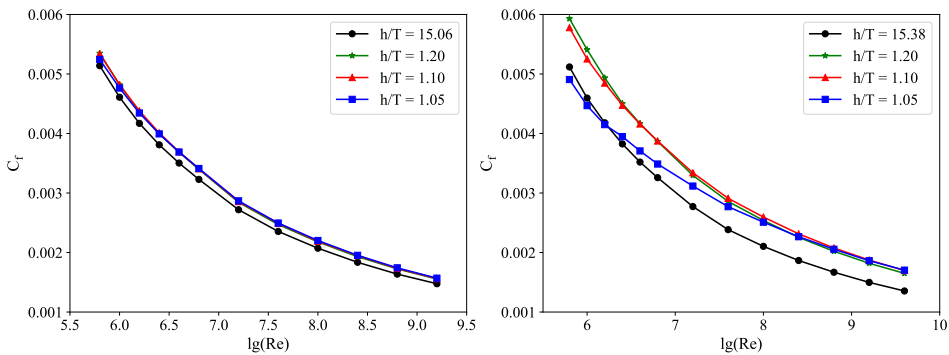 0.006
0.005
0.004
0.003
0.002
0.001
C_f
5.5 6.0 6.5 7.0 7.5 8.0 8.5 9.0 9.5
lg(Re)
h/T = 15.06
h/T = 1.20
h/T = 1.10
h/T = 1.05
0.006
0.005
0.004
0.003
0.002
0.001
C_f
6 7 8 9 10
lg(Re)
h/T = 15.38
h/T = 1.20
h/T = 1.10
h/T = 1.05